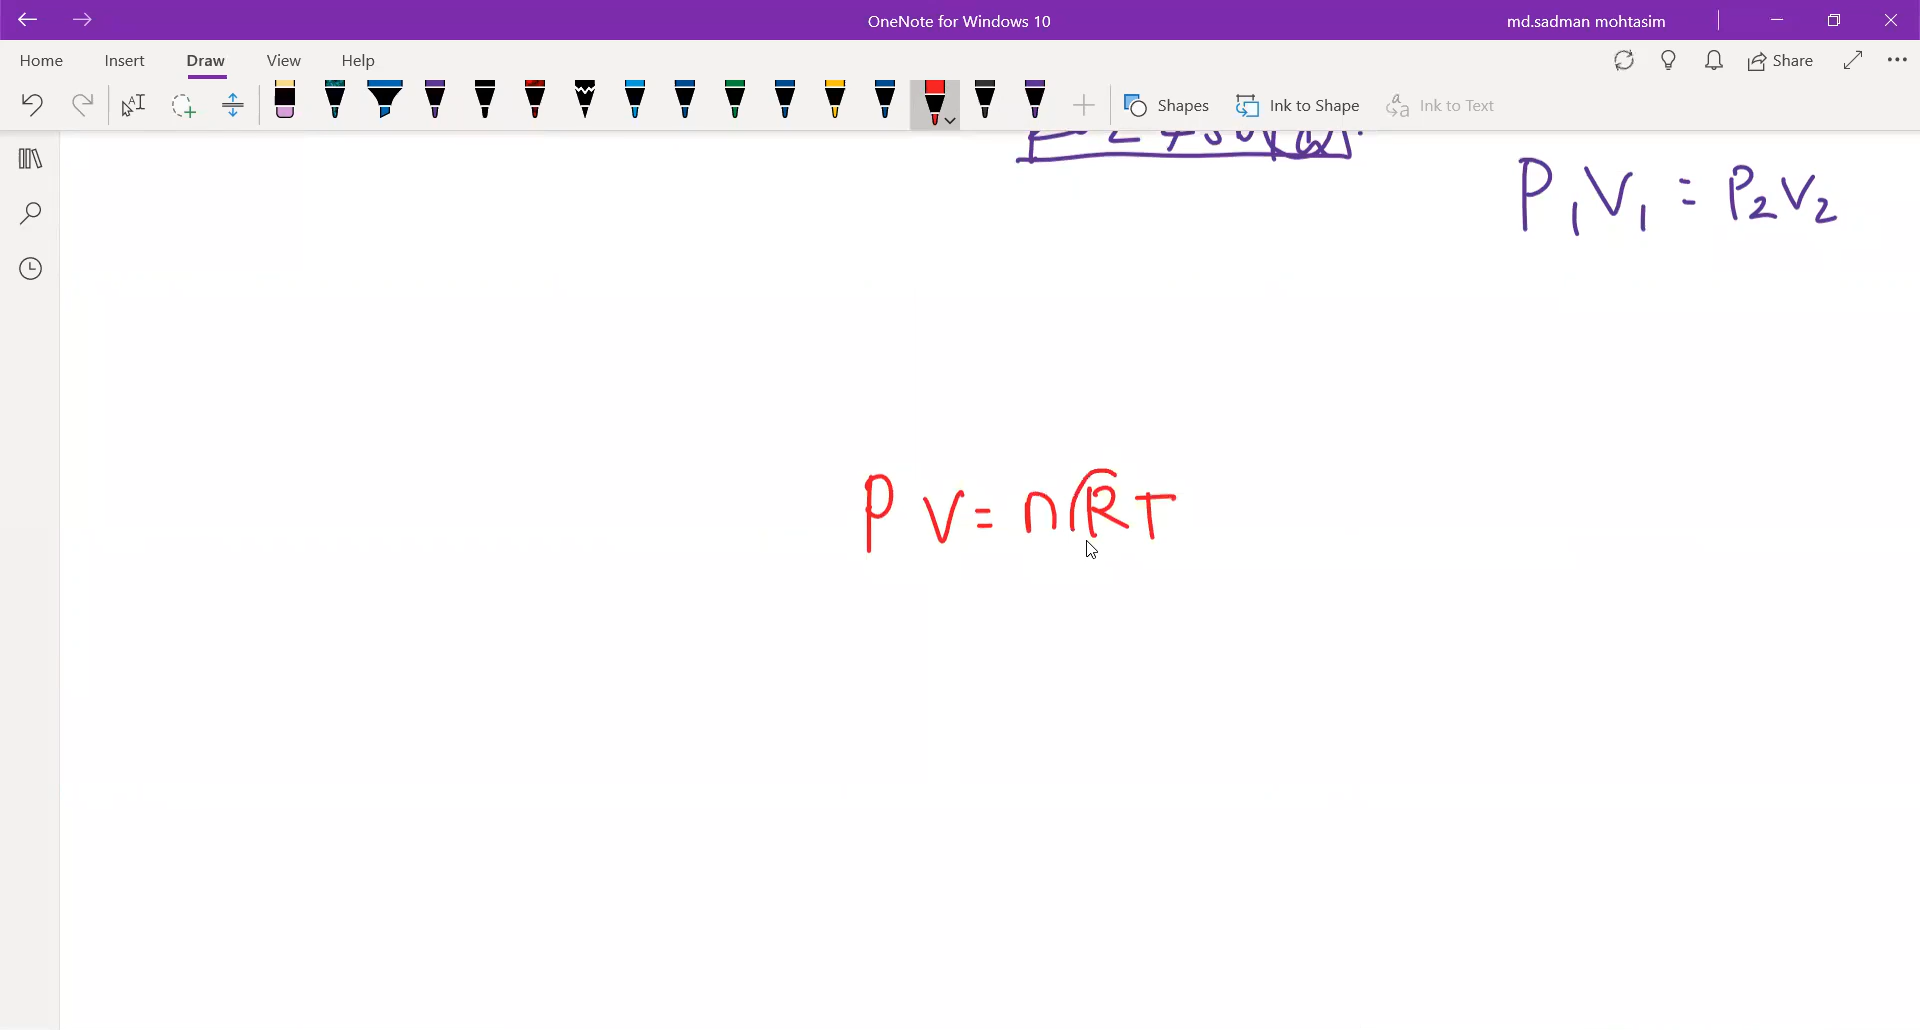 OneNote for Windows 10
md.sadman mohtasim
Home Insert Draw View Help
Share
Shapes Ink to Shape Ink to Text
P₁V₁ = P₂V₂
PV = nRT